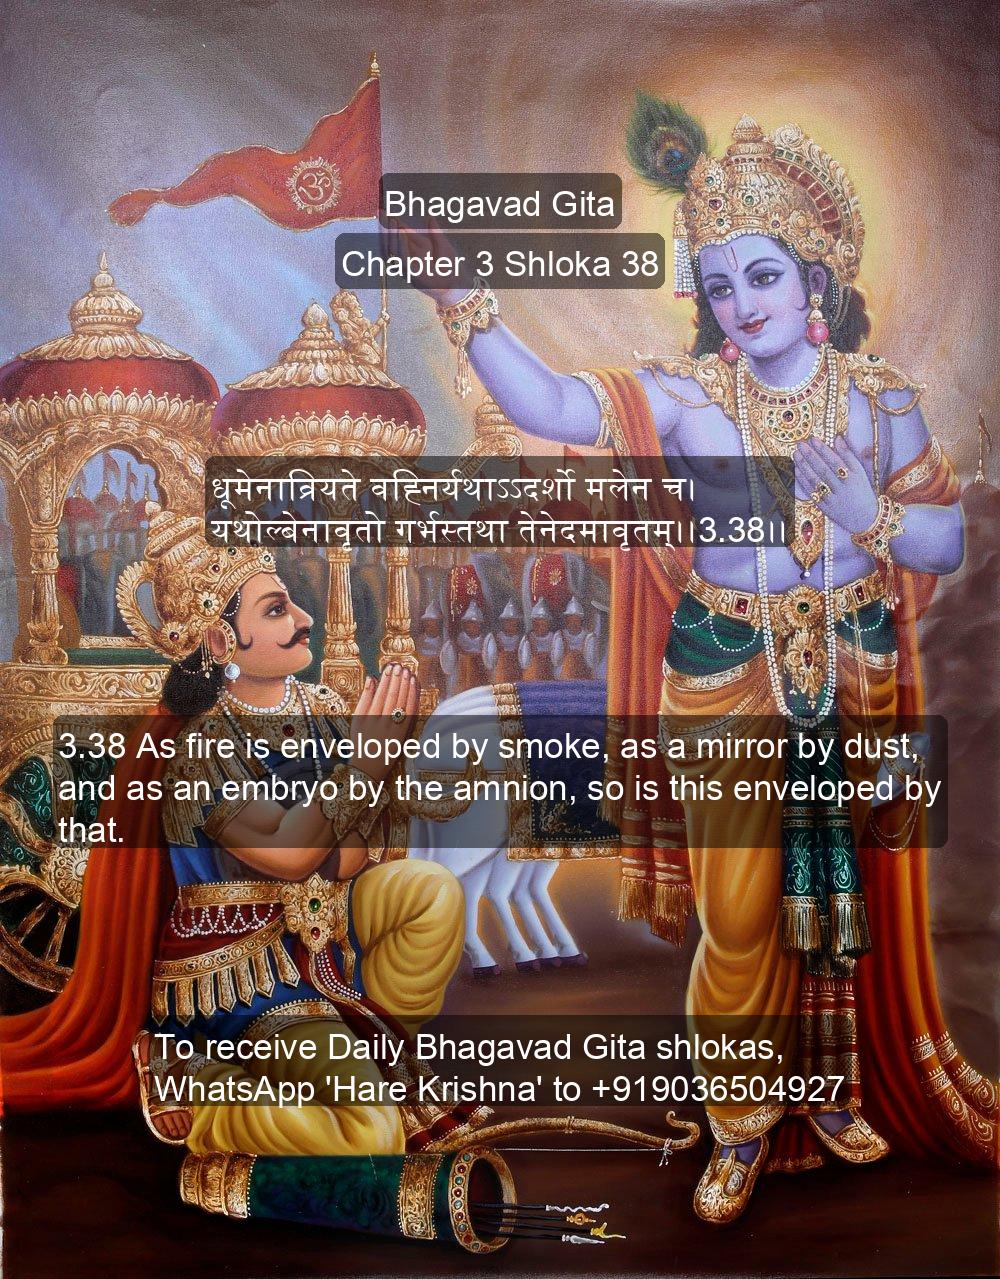 Bhagavad Gita
Chapter 3 Shloka 38
ॐ
धूमेनाव्रियते वह्निर्यथाऽऽदर्शो मलेन च।
यथोल्बेनावृतो गर्भस्तथा तेनेदमावृतम्।।3.38।।
3.38 As fire is enveloped by smoke, as a mirror by dust,
and as an embryo by the amnion, so is this enveloped by
that.
To receive Daily Bhagavad Gita shlokas,
WhatsApp 'Hare Krishna' to +919036504927